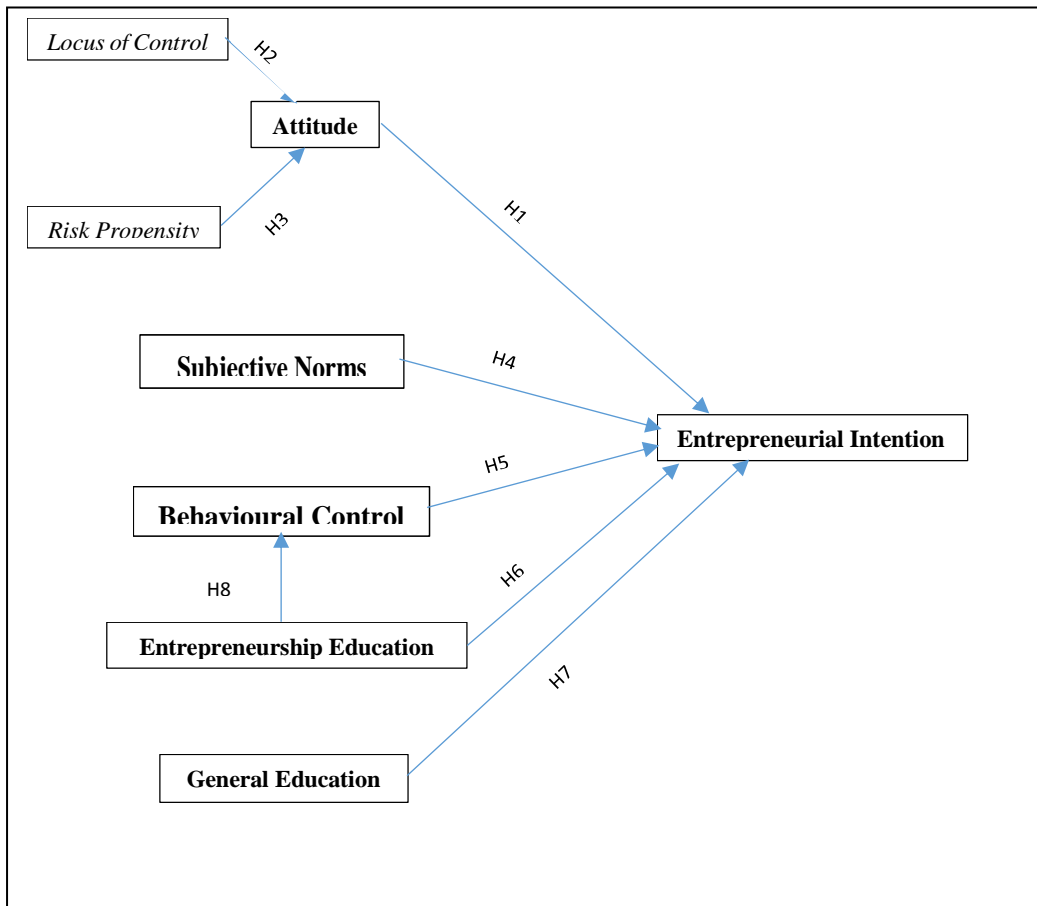 Locus of Control
H2
Attitude
H1
Risk Propensity
H3
Subjective Norms
H4
Entrepreneurial Intention
H5
Behavioural Control
H8
H6
Entrepreneurship Education
H7
General Education